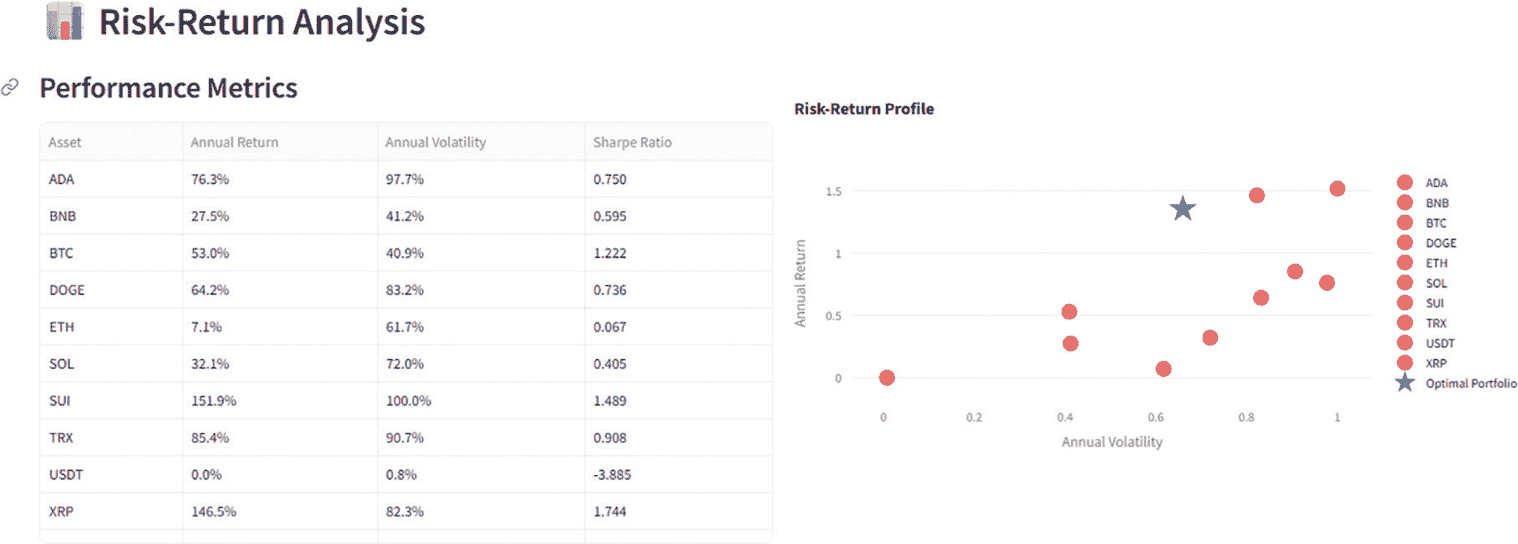 Risk-Return Analysis
Performance Metrics
Asset Annual Return Annual Volatility Sharpe Ratio
ADA 76.3% 97.7% 0.750
BNB 27.5% 41.2% 0.595
BTC 53.0% 40.9% 1.222
DOGE 64.2% 83.2% 0.736
ETH 7.1% 61.7% 0.067
SOL 32.1% 72.0% 0.405
SUI 151.9% 100.0% 1.489
TRX 85.4% 90.7% 0.908
USDT 0.0% 0.8% -3.885
XRP 146.5% 82.3% 1.744
Risk-Return Profile
Annual Return
1.5
1
0.5
0
0 0.2 0.4 0.6 0.8 1
Annual Volatility
ADA
BNB
BTC
DOGE
ETH
SOL
SUI
TRX
USDT
XRP
Optimal Portfolio